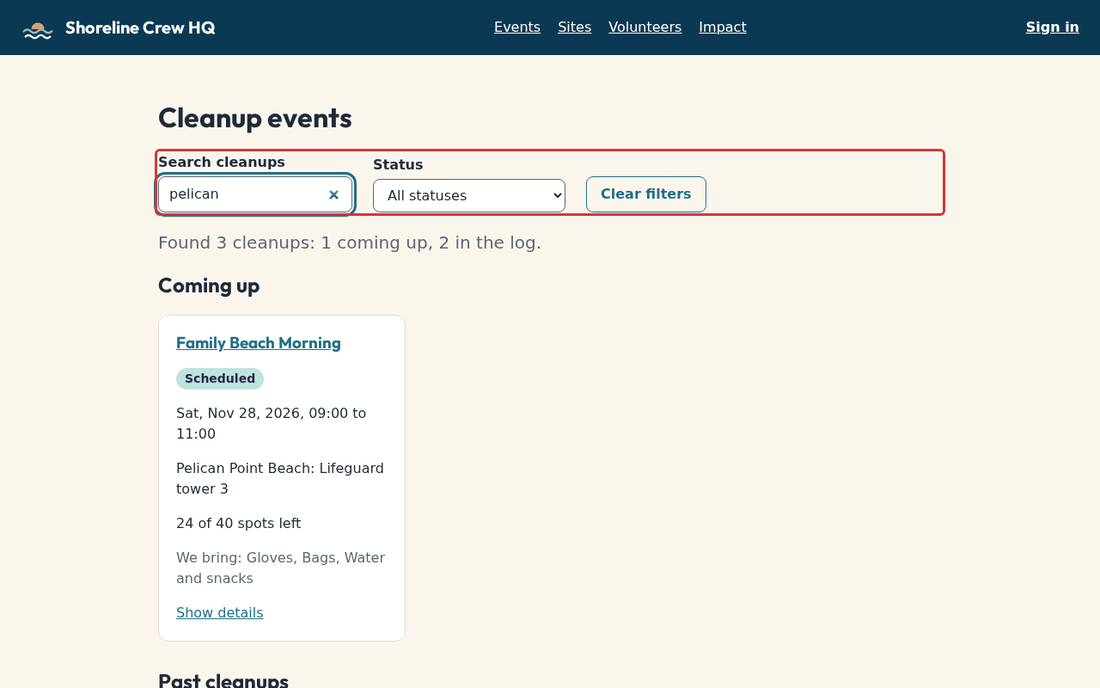 Shoreline Crew HQ
Events Sites Volunteers Impact
Sign in
Cleanup events
Search cleanups
Status
pelican
All statuses
Clear filters
Found 3 cleanups: 1 coming up, 2 in the log.
Coming up
Family Beach Morning
Scheduled
Sat, Nov 28, 2026, 09:00 to
11:00
Pelican Point Beach: Lifeguard
tower 3
24 of 40 spots left
We bring: Gloves, Bags, Water
and snacks
Show details
Past cleanups